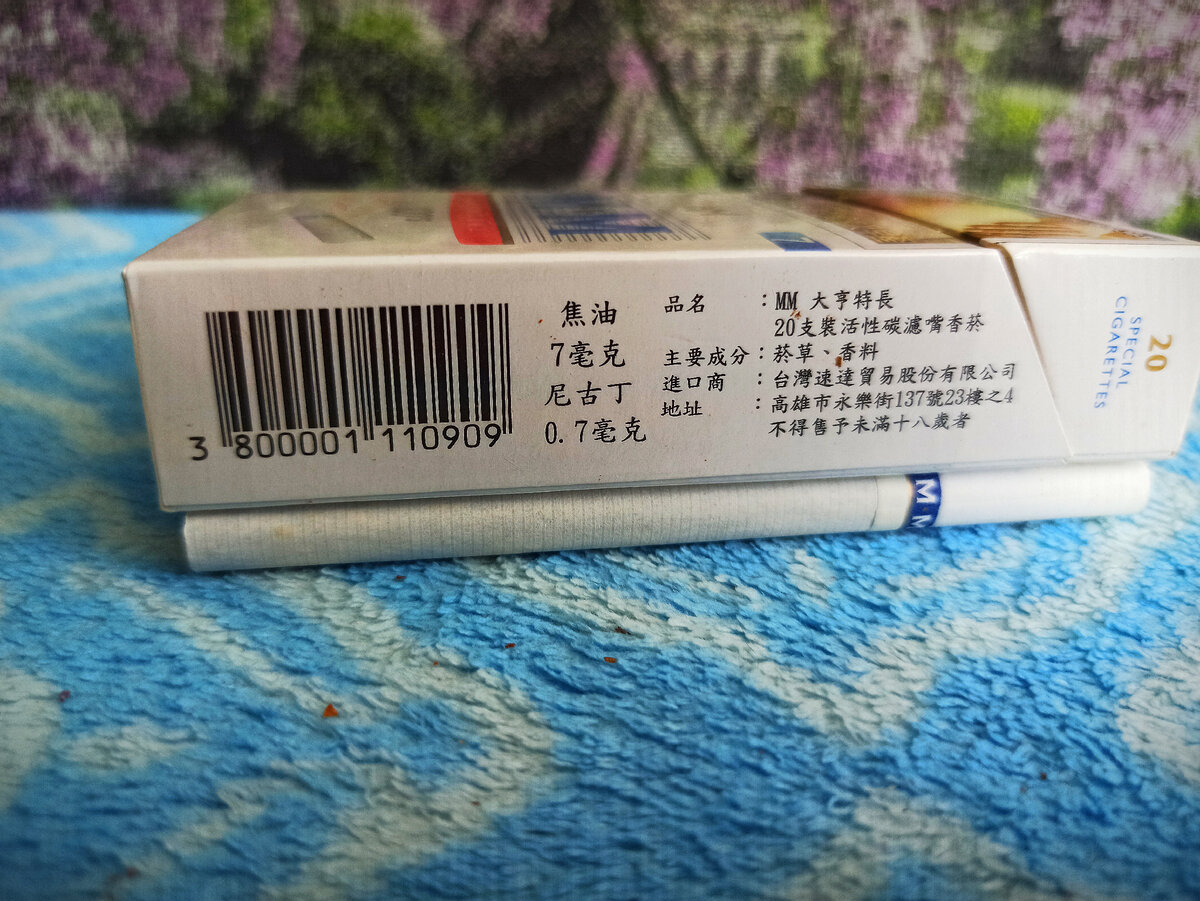 3 800001 110909
焦油
7毫克
尼古丁
0.7毫克
品名 :MM 大亨特長
20支裝活性碳濾嘴香菸
主要成分:菸草、香料
進口商 :台灣速達貿易股份有限公司
地址 :高雄市永樂街137號23樓之4
不得售予未滿十八歲者
20
SPECIAL
CIGARETTES
M M